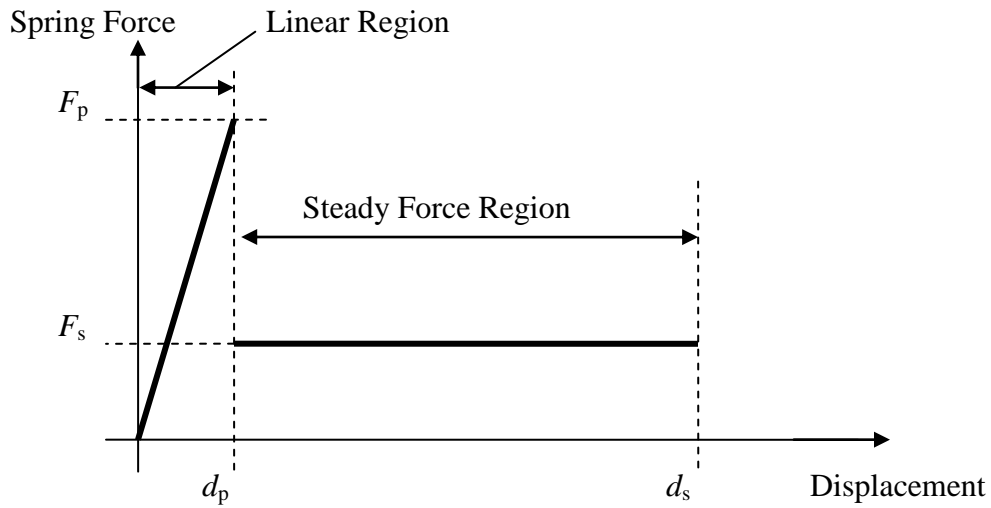 Spring Force
Linear Region
Fp
Steady Force Region
Fs
dp
ds
Displacement